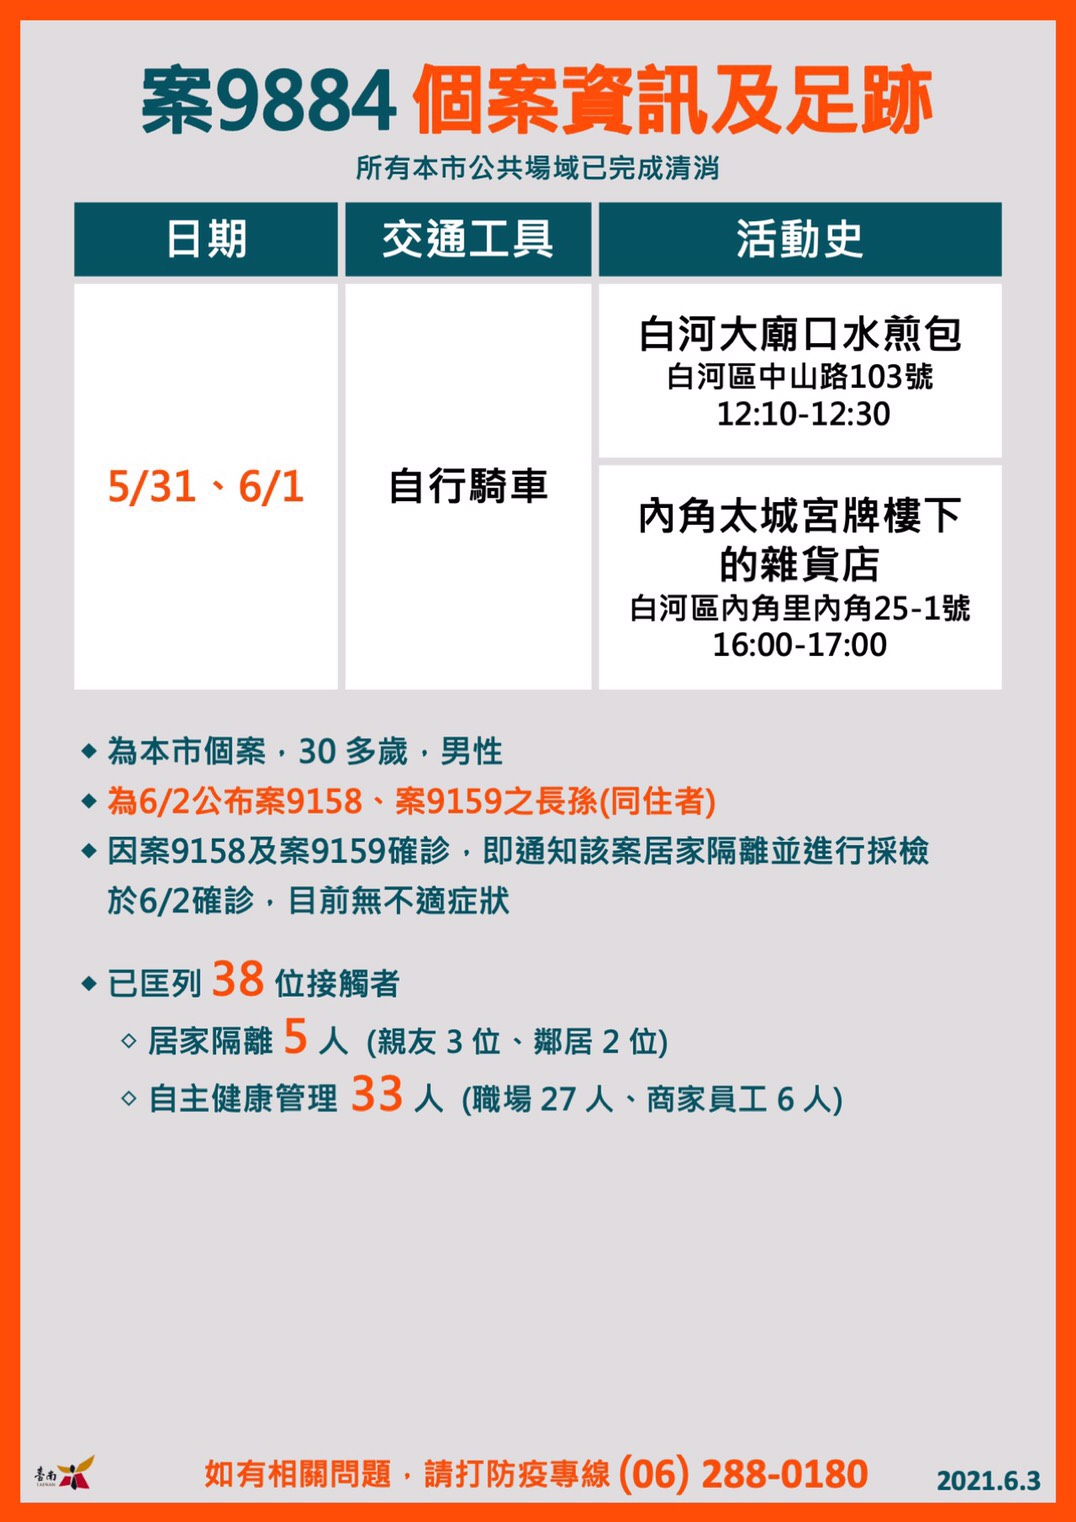 案9884 個案資訊及足跡
所有本市公共場域已完成清消
日期
交通工具
活動史
5/31、6/1
自行騎車
白河大廟口水煎包
白河區中山路103號
12:10-12:30
內角太城宮牌樓下
的雜貨店
白河區內角里內角25-1號
16:00-17:00
◆ 為本市個案，30 多歲，男性
◆ 為6/2公布案9158、案9159之長孫(同住者)
◆ 因案9158及案9159確診，即通知該案居家隔離並進行採檢
於6/2確診，目前無不適症狀
◆ 已匡列 38 位接觸者
◇ 居家隔離 5 人 (親友 3 位、鄰居 2 位)
◇ 自主健康管理 33 人 (職場 27 人、商家員工 6 人)
臺南
TAINAN
如有相關問題，請打防疫專線 (06) 288-0180
2021.6.3